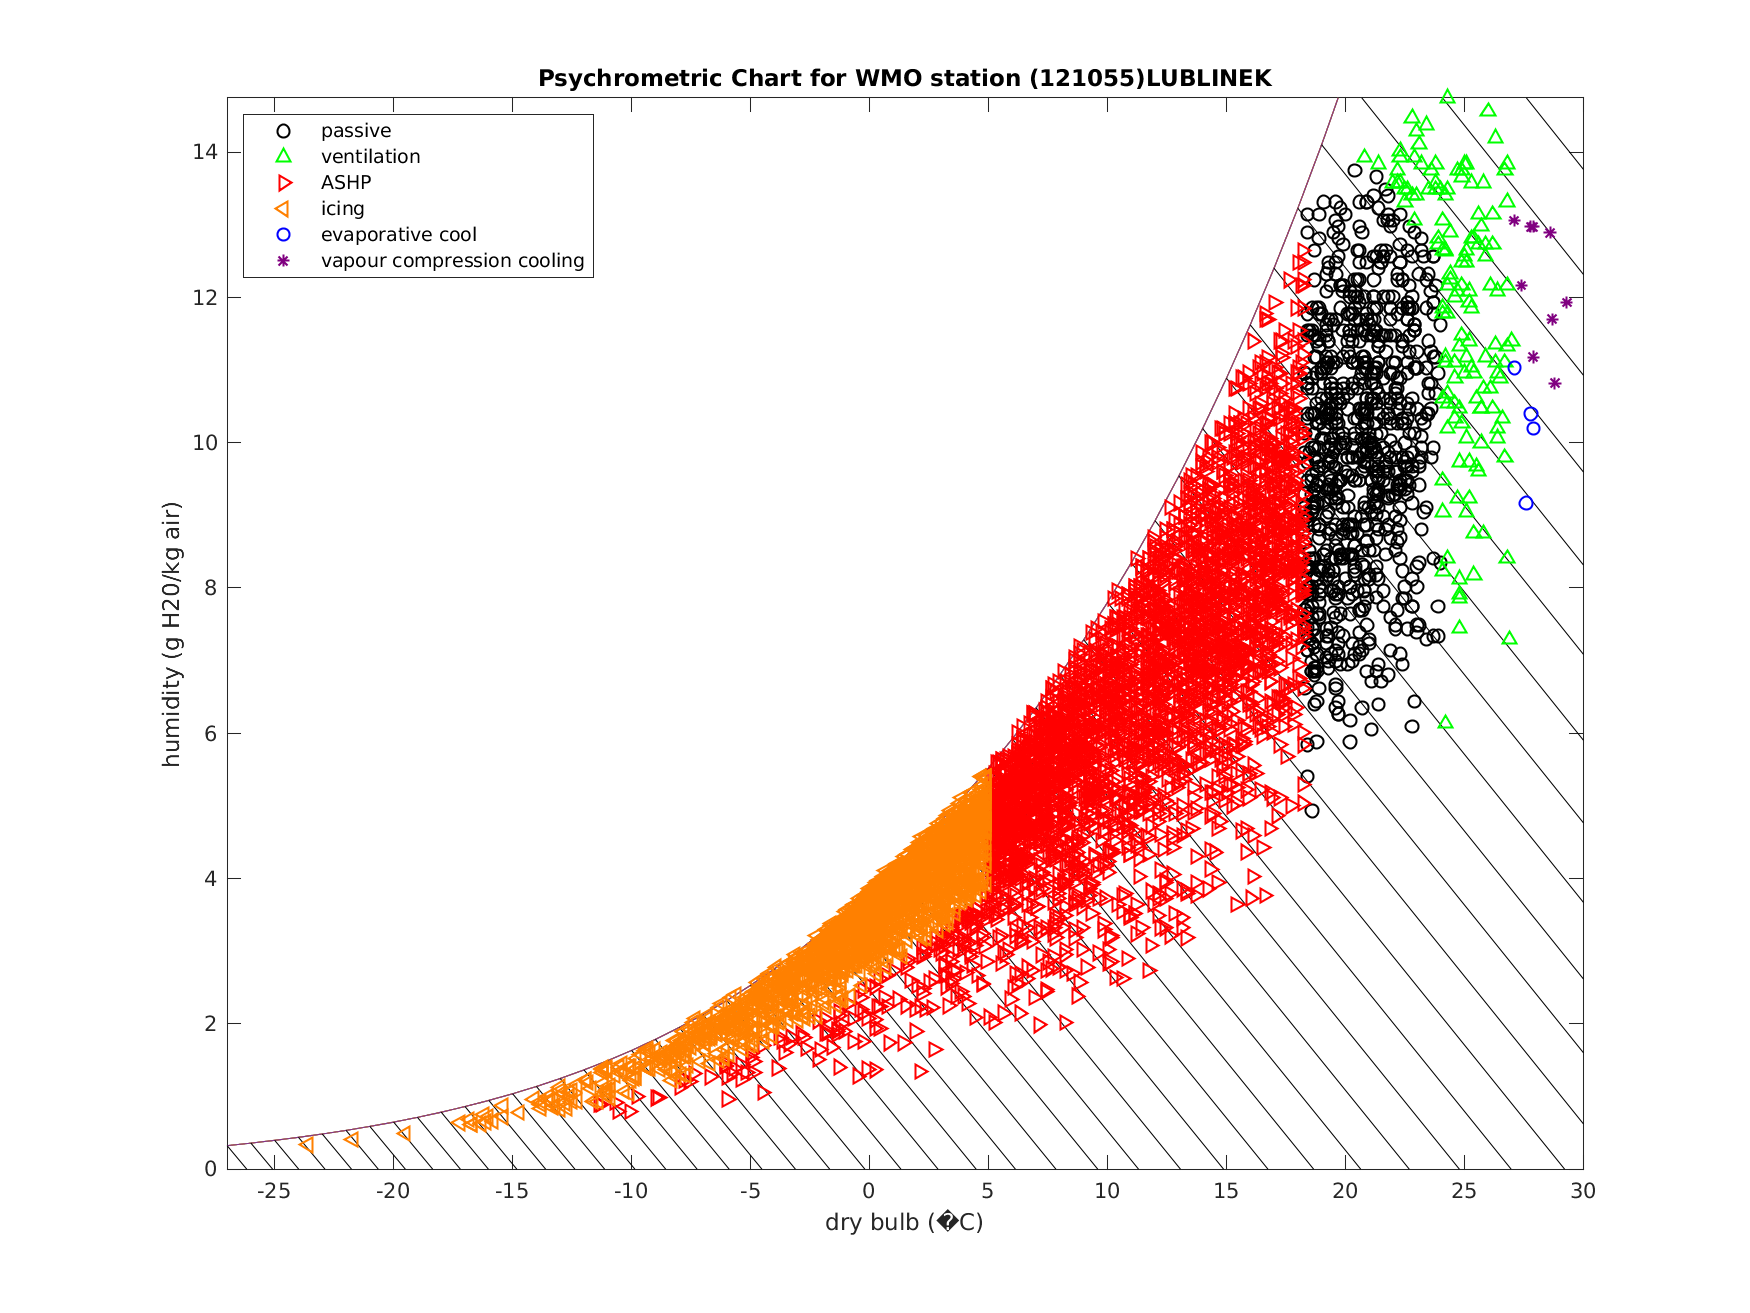 Psychrometric Chart for WMO station (121055)LUBLINEK
passive
ventilation
ASHP
icing
evaporative cool
vapour compression cooling
humidity (g H20/kg air)
14
12
10
8
6
4
2
0
-25 -20 -15 -10 -5 0 5 10 15 20 25 30
dry bulb (�C)